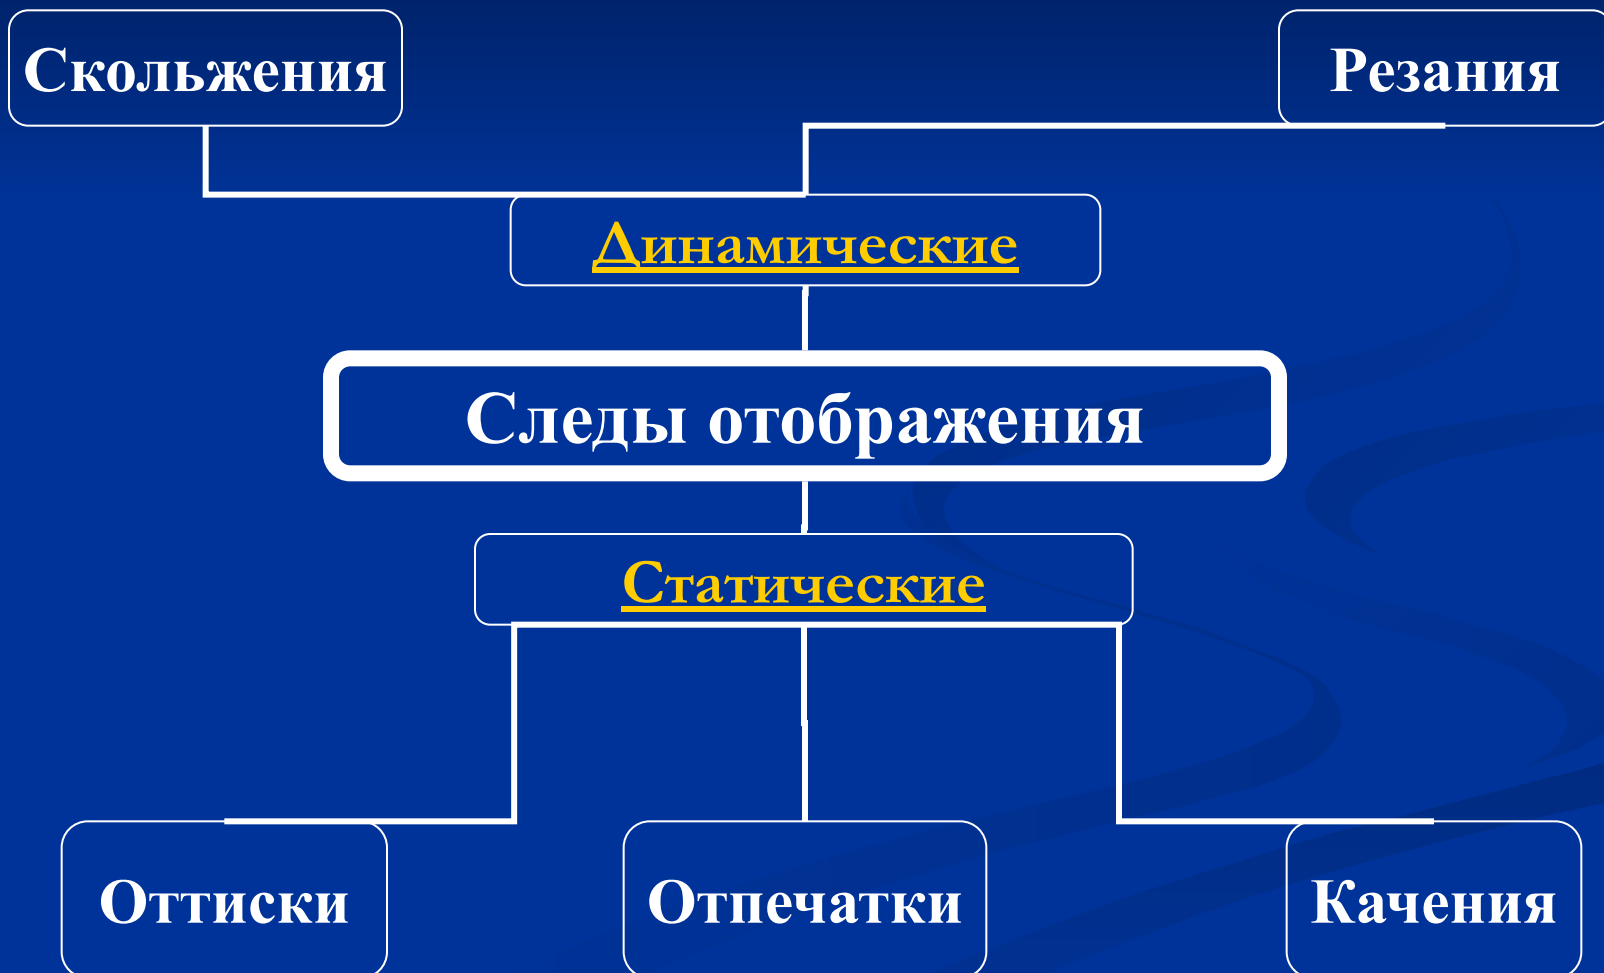 Скольжения
Резания
Динамические
Следы отображения
Статические
Оттиски
Отпечатки
Качения